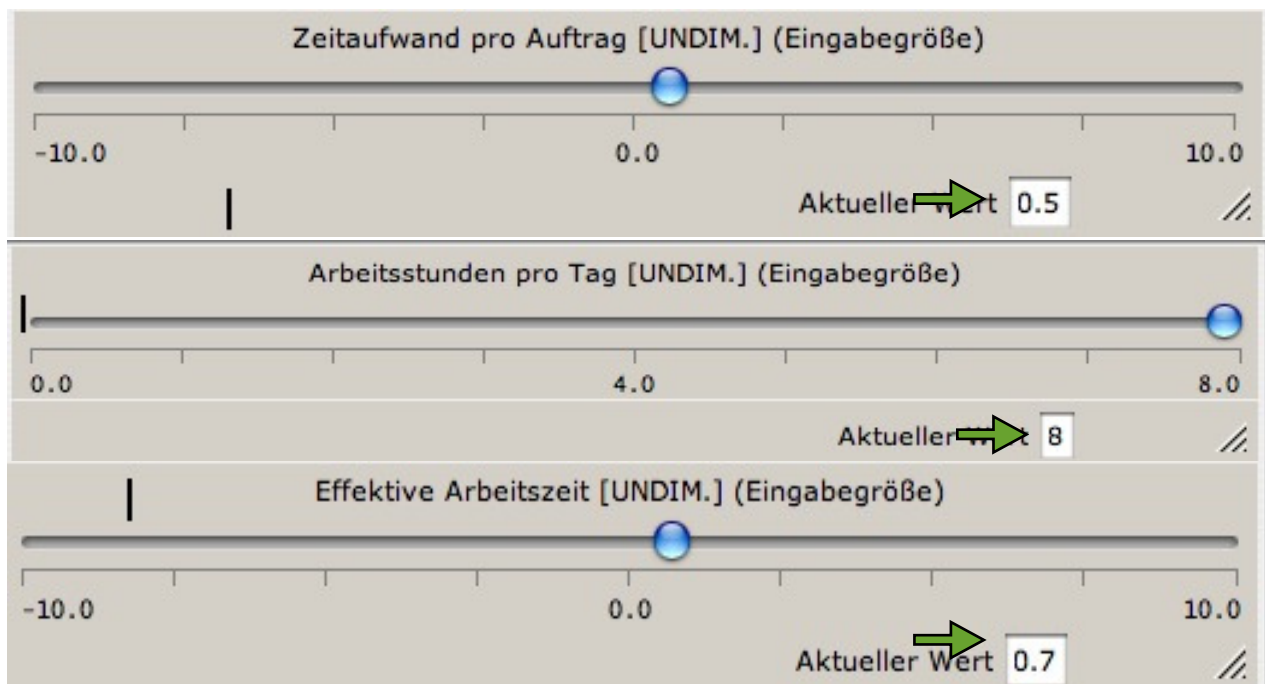 Zeitaufwand pro Auftrag [UNDIM.] (Eingabegröße)
-10.0 0.0 10.0
Aktueller Wert 0.5
Arbeitsstunden pro Tag [UNDIM.] (Eingabegröße)
0.0 4.0 8.0
Aktueller Wert 8
Effektive Arbeitszeit [UNDIM.] (Eingabegröße)
-10.0 0.0 10.0
Aktueller Wert 0.7